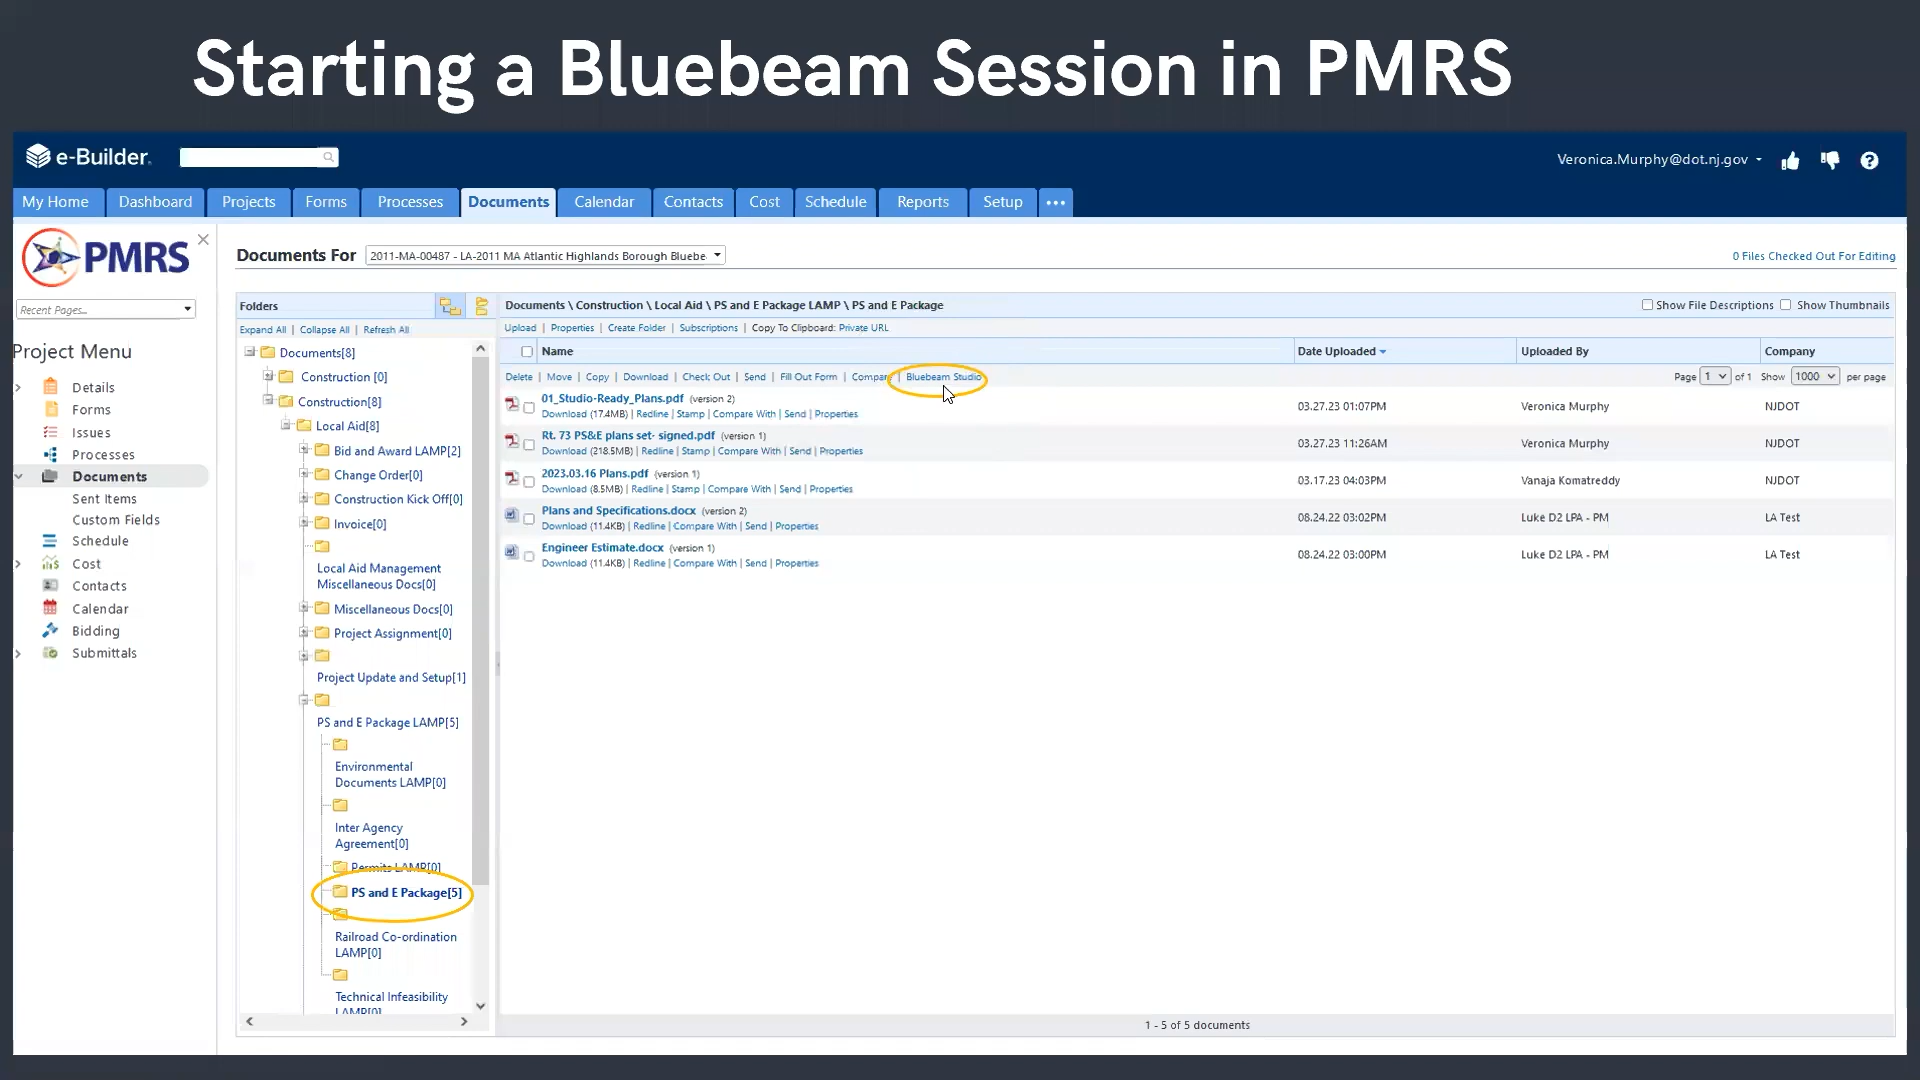 Starting a Bluebeam Session in PMRS
e-Builder.
Veronica.Murphy@dot.nj.gov
My Home Dashboard Projects Forms Processes Documents Calendar Contacts Cost Schedule Reports Setup •••
PMRS
Documents For 2011-MA-00487 - LA-2011 MA Atlantic Highlands Borough Bluebe
0 Files Checked Out For Editing
Recent Pages...
Project Menu
Details
Forms
Issues
Processes
Documents
Sent Items
Custom Fields
Schedule
Cost
Contacts
Calendar
Bidding
Submittals
Folders
Expand All | Collapse All | Refresh All
Documents[8]
Construction [0]
Construction[8]
Local Aid[8]
Bid and Award LAMP[2]
Change Order[0]
Construction Kick Off[0]
Invoice[0]
Local Aid Management
Miscellaneous Docs[0]
Miscellaneous Docs[0]
Project Assignment[0]
Project Update and Setup[1]
PS and E Package LAMP[5]
Environmental
Documents LAMP[0]
Inter Agency
Agreement[0]
Permits LAMP[0]
PS and E Package[5]
Railroad Co-ordination
LAMP[0]
Technical Infeasibility
LAMP[0]
Documents \ Construction \ Local Aid \ PS and E Package LAMP \ PS and E Package
Show File Descriptions Show Thumbnails
Upload | Properties | Create Folder | Subscriptions | Copy To Clipboard: Private URL
Name Date Uploaded Uploaded By Company
Delete | Move | Copy | Download | Check Out | Send | Fill Out Form | Compare | Bluebeam Studio
Page 1 of 1 Show 1000 per page
01_Studio-Ready_Plans.pdf (version 2)
Download (17.4MB) | Redline | Stamp | Compare With | Send | Properties
03.27.23 01:07PM Veronica Murphy NJDOT
Rt. 73 PS&E plans set- signed.pdf (version 1)
Download (218.5MB) | Redline | Stamp | Compare With | Send | Properties
03.27.23 11:26AM Veronica Murphy NJDOT
2023.03.16 Plans.pdf (version 1)
Download (8.5MB) | Redline | Stamp | Compare With | Send | Properties
03.17.23 04:03PM Vanaja Komatreddy NJDOT
Plans and Specifications.docx (version 2)
Download (11.4KB) | Redline | Compare With | Send | Properties
08.24.22 03:02PM Luke D2 LPA - PM LA Test
Engineer Estimate.docx (version 1)
Download (11.4KB) | Redline | Compare With | Send | Properties
08.24.22 03:00PM Luke D2 LPA - PM LA Test
1 - 5 of 5 documents